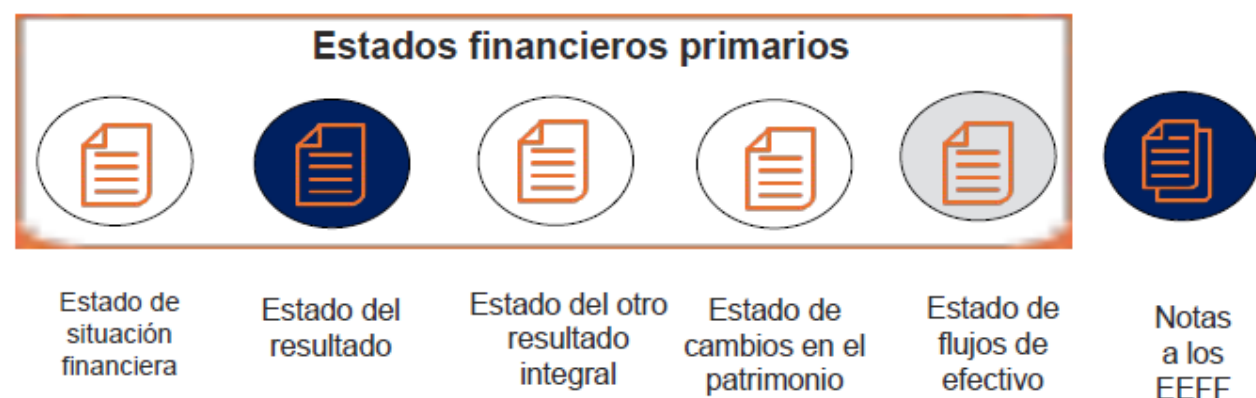 Estados financieros primarios
Estado de
situación
financiera
Estado del
resultado
Estado del otro
resultado
integral
Estado de
cambios en el
patrimonio
Estado de
flujos de
efectivo
Notas
a los
EEFF